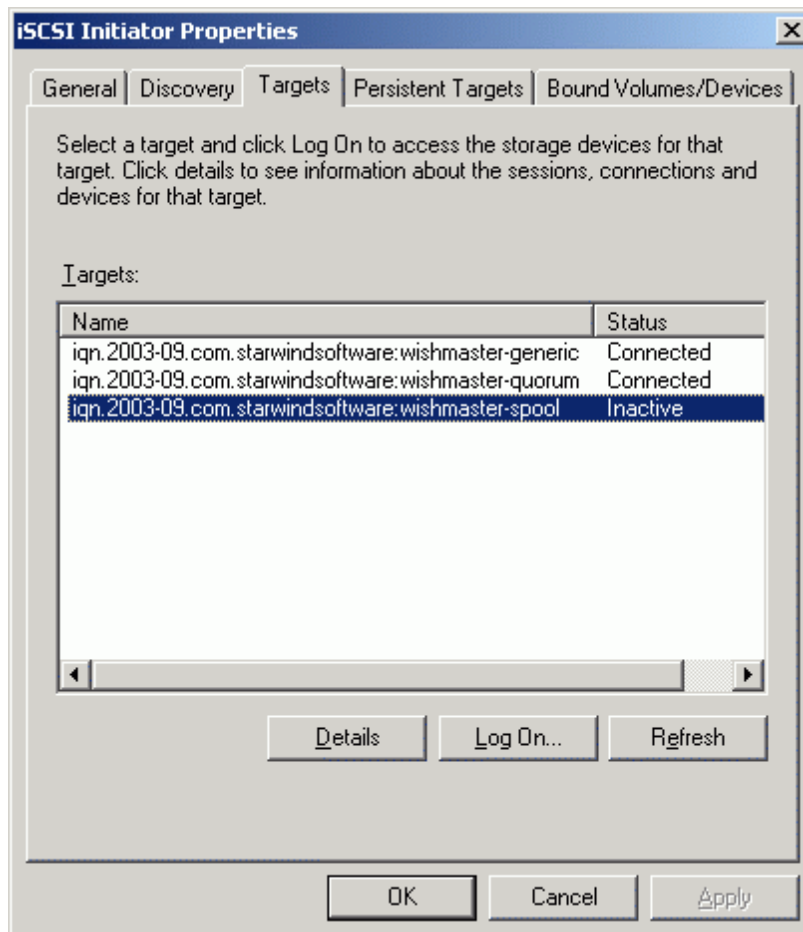 iSCSI Initiator Properties
General Discovery Targets Persistent Targets Bound Volumes/Devices
Select a target and click Log On to access the storage devices for that
target. Click details to see information about the sessions, connections and
devices for that target.
Targets:
Name Status
iqn.2003-09.com.starwindsoftware:wishmaster-generic Connected
iqn.2003-09.com.starwindsoftware:wishmaster-quorum Connected
iqn.2003-09.com.starwindsoftware:wishmaster-spool Inactive
Details Log On... Refresh
OK Cancel Apply